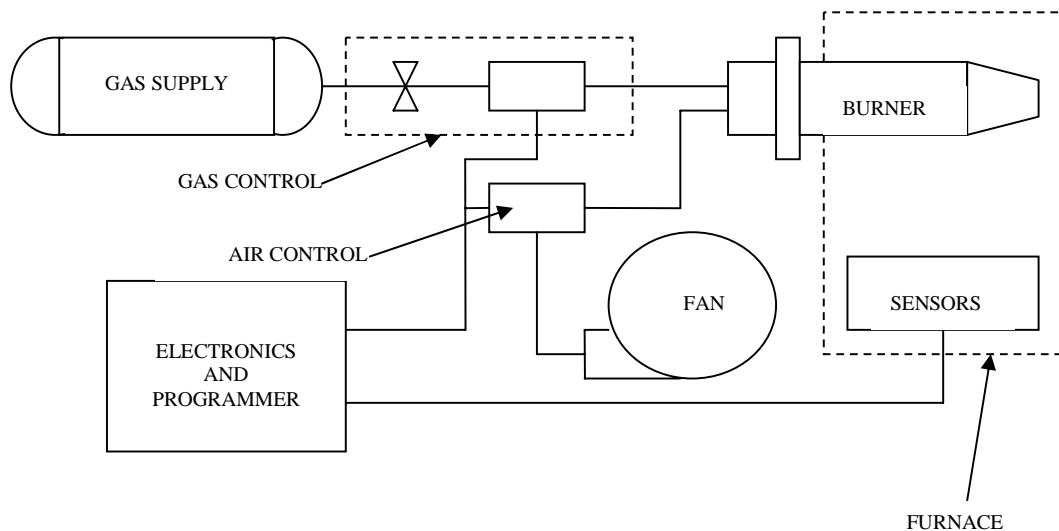 GAS SUPPLY
BURNER
GAS CONTROL
AIR CONTROL
FAN
SENSORS
ELECTRONICS
AND
PROGRAMMER
FURNACE